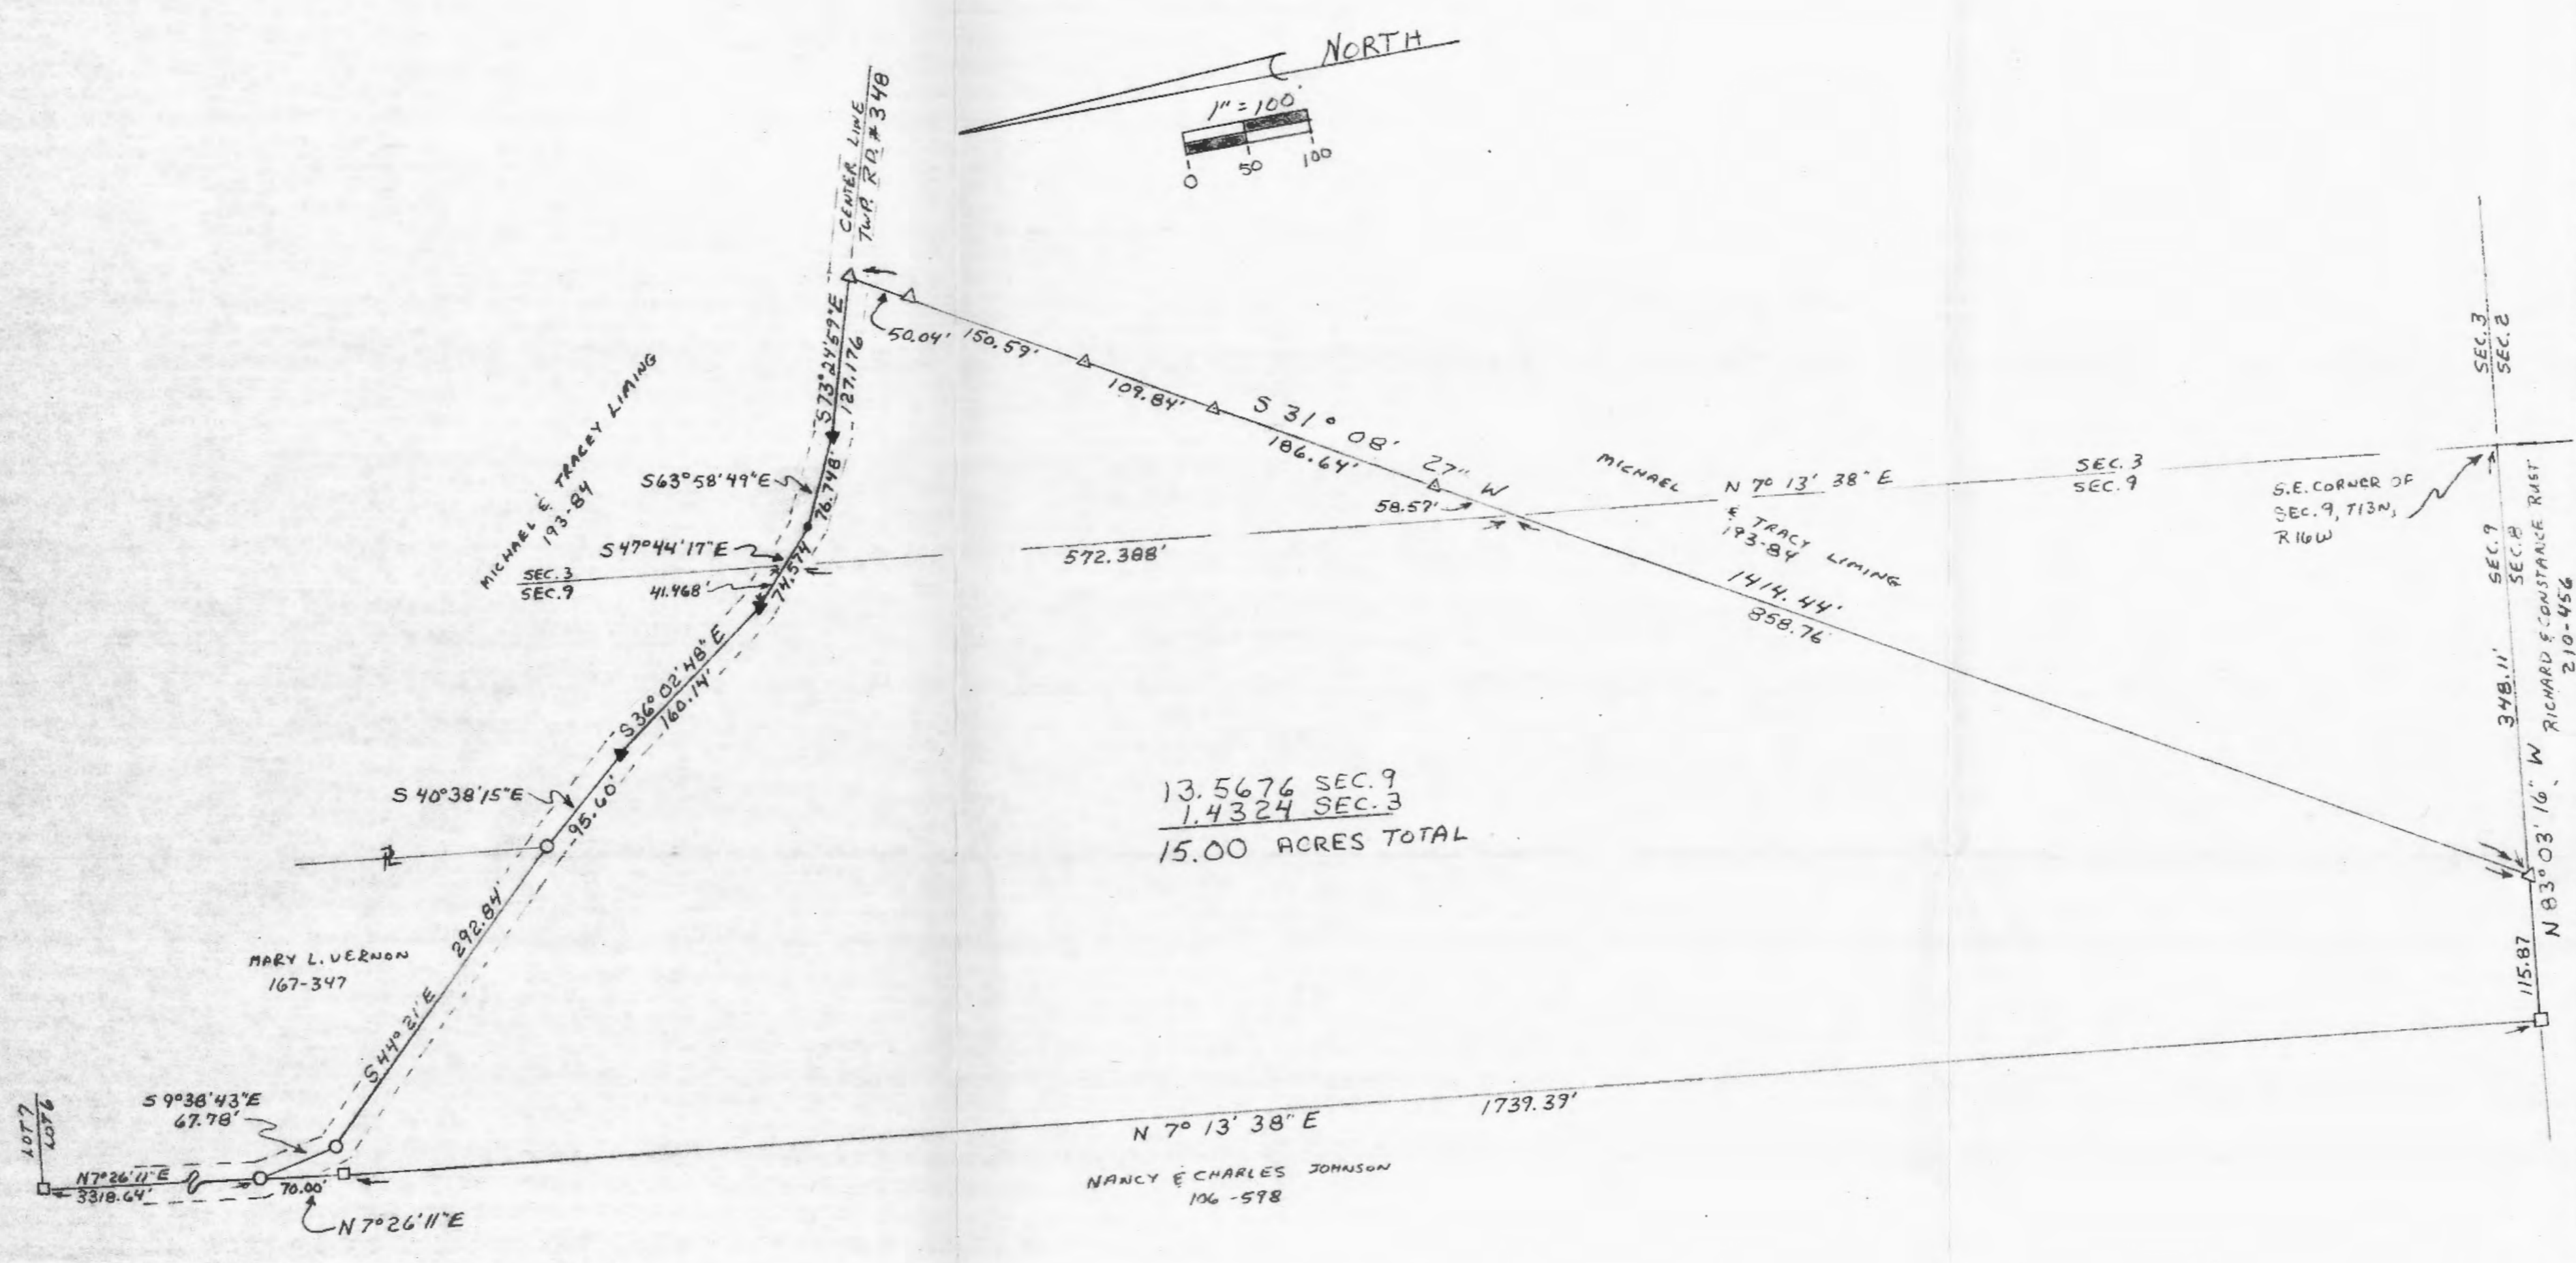 NORTH
1" = 100'
0 50 100
CENTER LINE
TWP. RD. # 348
S73°24'59"E
127.176
50.04'
150.59'
109.84'
S 31° 08' 27" W
186.64'
58.57'
MICHAEL & TRACEY LIMING
193-84
S63°58'49"E
76.748'
S47°44'17"E
74.574
SEC. 3
SEC. 9
41.468'
572.388'
MICHAEL
& TRACY LIMING
193-84
N 7° 13' 38" E
SEC. 3
SEC. 9
1414.44'
858.76'
S.E. CORNER OF
SEC. 9, T13N,
R16W
SEC. 3
SEC. 2
SEC. 9
SEC. 8
348.11'
RICHARD & CONSTANCE RUST
210-456
N 83° 03' 16" W
115.87
S36°02'48"E
160.14'
S 40°38'15"E
95.60'
PL
13.5676 SEC. 9
1.4324 SEC. 3
15.00 ACRES TOTAL
292.84'
S44°21'E
MARY L. VERNON
167-347
S 9°38'43"E
67.78'
LOT 7
LOT 6
N7°26'11"E
3318.64'
70.00'
N 7°26'11"E
N 7° 13' 38" E
1739.39'
NANCY & CHARLES JOHNSON
106-598